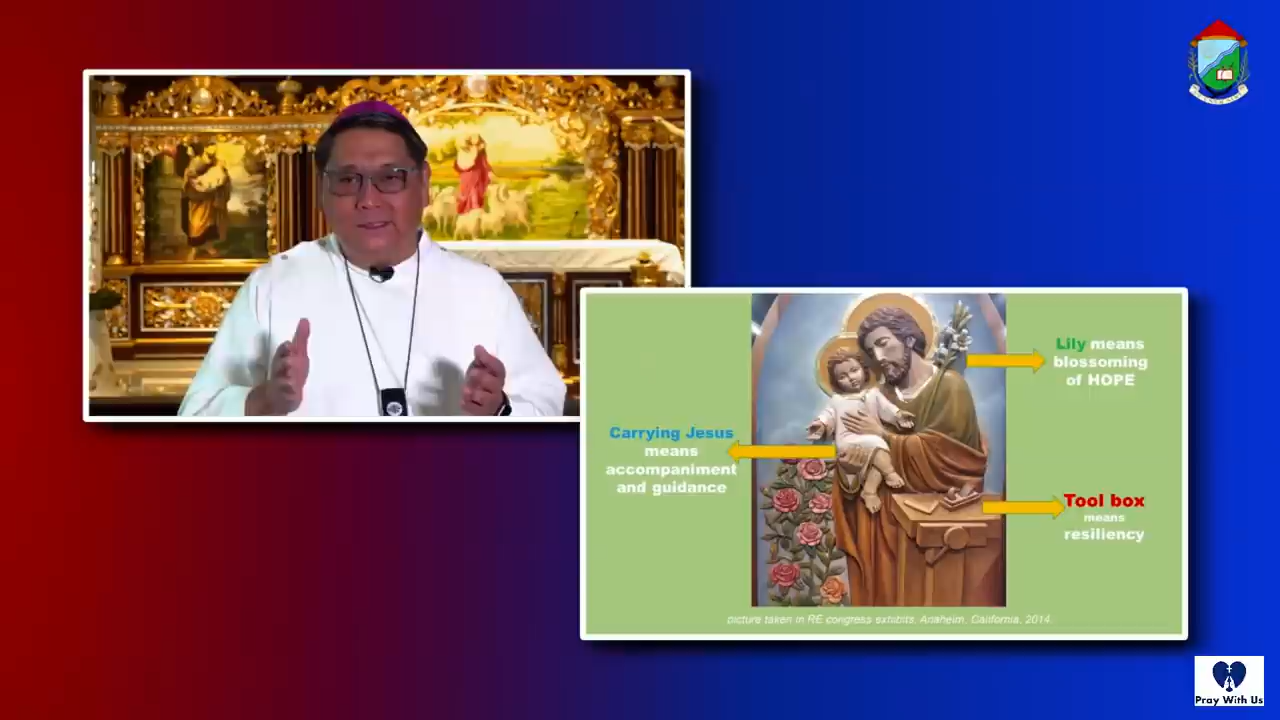 Lily means
blossoming
of HOPE
Carrying Jesus
means
accompaniment
and guidance
Tool box
means
resiliency
picture taken in RE congress exhibits, Anaheim, California, 2014
Pray With Us